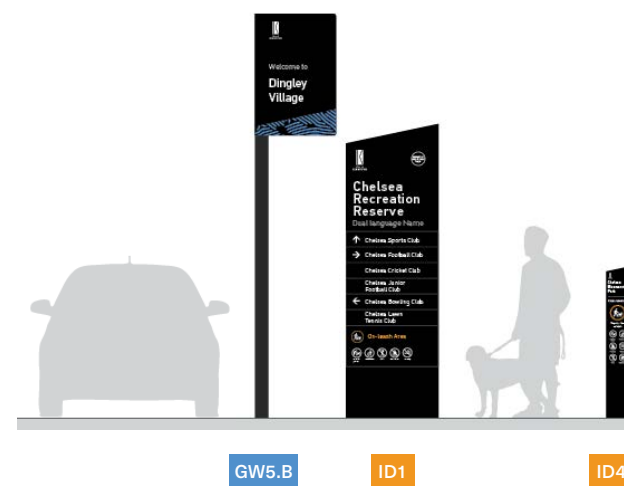 Welcome to
Dingley
Village
Chelsea
Recreation
Reserve
Dual language Name
Chelsea Sports Club
Chelsea Football Club
Chelsea Cricket Club
Chelsea Junior
Football Club
Chelsea Bowling Club
Chelsea Lawn
Tennis Club
On-leash Area
GW5.B
ID1
ID4